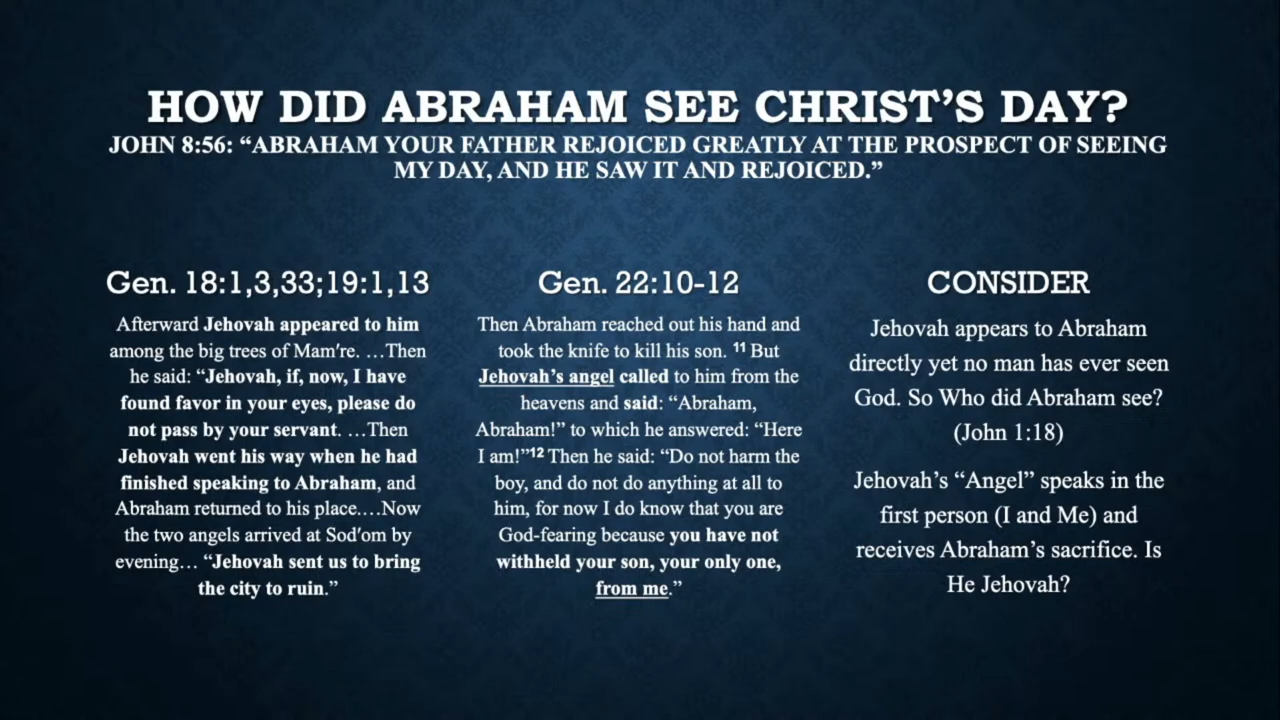 HOW DID ABRAHAM SEE CHRIST’S DAY?
JOHN 8:56: “ABRAHAM YOUR FATHER REJOICED GREATLY AT THE PROSPECT OF SEEING
MY DAY, AND HE SAW IT AND REJOICED.”
Gen. 18:1,3,33;19:1,13
Afterward Jehovah appeared to him
among the big trees of Mam′re. …Then
he said: “Jehovah, if, now, I have
found favor in your eyes, please do
not pass by your servant. …Then
Jehovah went his way when he had
finished speaking to Abraham, and
Abraham returned to his place.…Now
the two angels arrived at Sod′om by
evening… “Jehovah sent us to bring
the city to ruin.”
Gen. 22:10-12
Then Abraham reached out his hand and
took the knife to kill his son. ¹¹ But
Jehovah’s angel called to him from the
heavens and said: “Abraham,
Abraham!” to which he answered: “Here
I am!”¹² Then he said: “Do not harm the
boy, and do not do anything at all to
him, for now I do know that you are
God-fearing because you have not
withheld your son, your only one,
from me.”
CONSIDER
Jehovah appears to Abraham
directly yet no man has ever seen
God. So Who did Abraham see?
(John 1:18)
Jehovah’s “Angel” speaks in the
first person (I and Me) and
receives Abraham’s sacrifice. Is
He Jehovah?